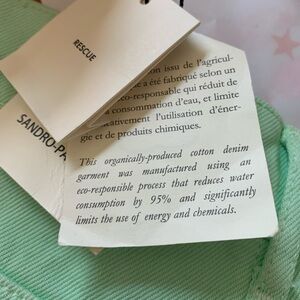 RESCUE
SANDRO-PA
on issu de l'agricul-
a été fabriqué selon un
co-responsable qui réduit de
a consommation d'eau, et limite
cativement l'utilisation d'éner-
gie et de produits chimiques.
This organically-produced cotton denim
garment was manufactured using an
eco-responsible process that reduces water
consumption by 95% and significantly
limits the use of energy and chemicals.